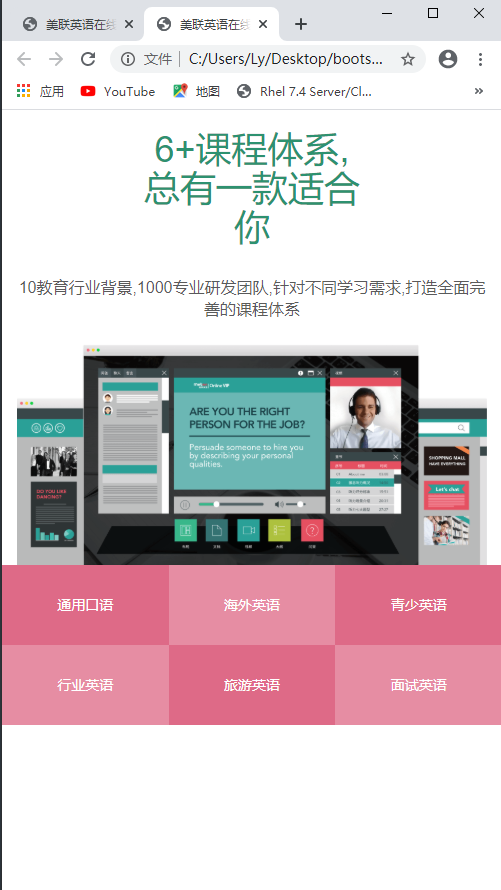 美联英语在线
美联英语在线
文件
C:/Users/Ly/Desktop/boots...
应用
YouTube
地图
Rhel 7.4 Server/Cl...
»
6+课程体系,
总有一款适合
你
10教育行业背景,1000专业研发团队,针对不同学习需求,打造全面完
善的课程体系
Online VIP
ARE YOU THE RIGHT
PERSON FOR THE JOB?
Persuade someone to hire you
by describing your personal
qualities.
DO YOU LIKE
DANCING?
SHOPPING MALL
HAVE EVERYTHING
Let's chat
通用口语
海外英语
青少英语
行业英语
旅游英语
面试英语